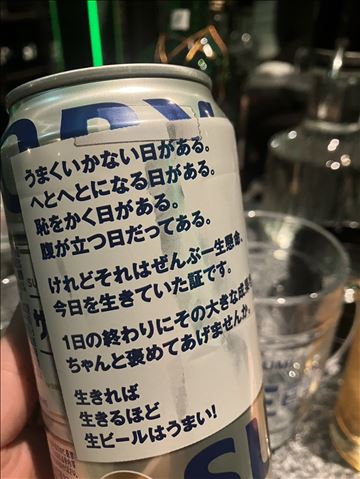 うまくいかない日がある。
へとへとになる日がある。
恥をかく日がある。
腹が立つ日だってある。
けれどそれはぜんぶ一生懸命、
今日を生きていた証です。
1日の終わりにその大きな成果を
ちゃんと褒めてあげませんか。
生きれば
生きるほど
生ビールはうまい!
SU